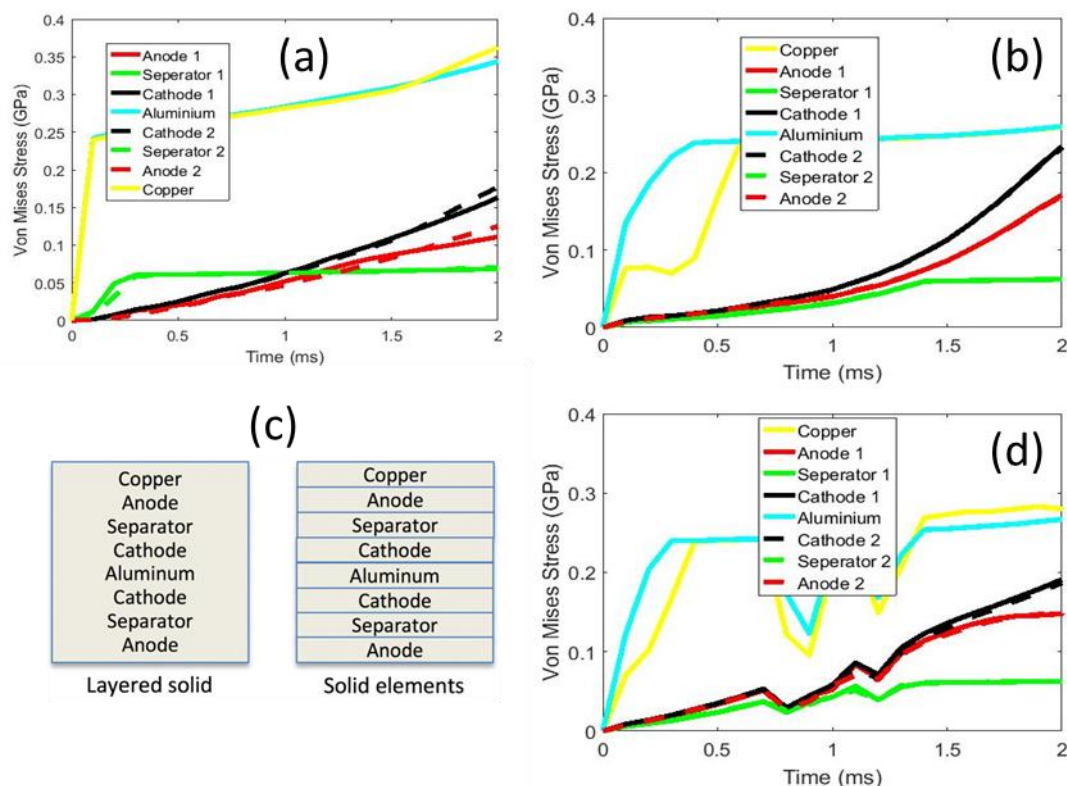 (a)
0.4
0.35
0.3
0.25
0.2
0.15
0.1
0.05
0
Von Mises Stress (GPa)
Anode 1
Seperator 1
Cathode 1
Aluminium
Cathode 2
Seperator 2
Anode 2
Copper
0 0.5 1 1.5 2
Time (ms)
(b)
0.4
0.3
0.2
0.1
0
Von Mises Stress (GPa)
Copper
Anode 1
Seperator 1
Cathode 1
Aluminium
Cathode 2
Seperator 2
Anode 2
0 0.5 1 1.5 2
Time (ms)
(c)
Copper
Anode
Separator
Cathode
Aluminum
Cathode
Separator
Anode
Layered solid
Copper
Anode
Separator
Cathode
Aluminum
Cathode
Separator
Anode
Solid elements
(d)
0.4
0.3
0.2
0.1
0
Von Mises Stress (GPa)
Copper
Anode 1
Seperator 1
Cathode 1
Aluminium
Cathode 2
Seperator 2
Anode 2
0 0.5 1 1.5 2
Time (ms)